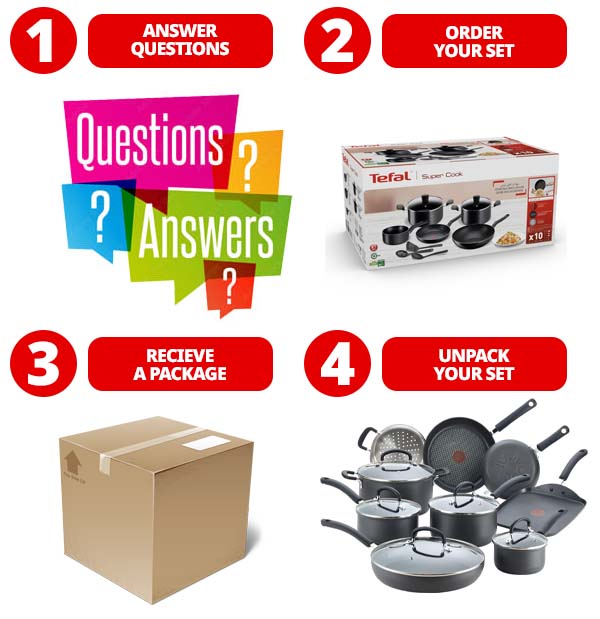 1
ANSWER
QUESTIONS
2
ORDER
YOUR SET
Questions
?
?
Answers
?
Tefal
Super Cook
x10
3
RECIEVE
A PACKAGE
4
UNPACK
YOUR SET